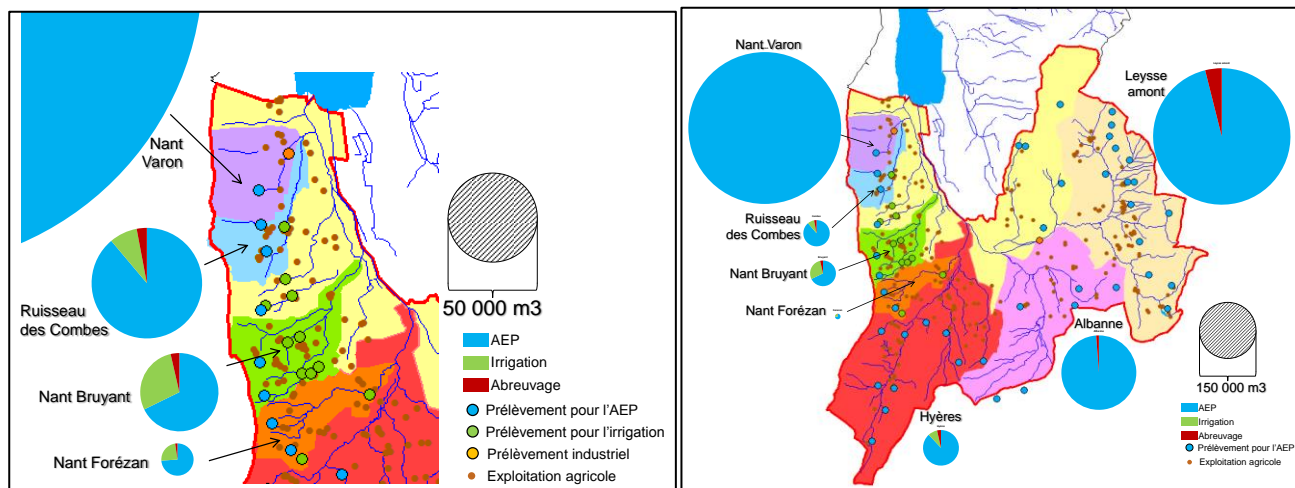 Nant
Varon
Ruisseau
des Combes
Nant Bruyant
Nant Forézan
50 000 m3
AEP
Irrigation
Abreuvage
Prélèvement pour l'AEP
Prélèvement pour l'irrigation
Prélèvement industriel
Exploitation agricole
Nant Varon
Leysse
amont
Ruisseau
des Combes
Nant Bruyant
Nant Forézan
Albanne
Hyères
150 000 m3
AEP
Irrigation
Abreuvage
Prélèvement pour l'AEP
Exploitation agricole